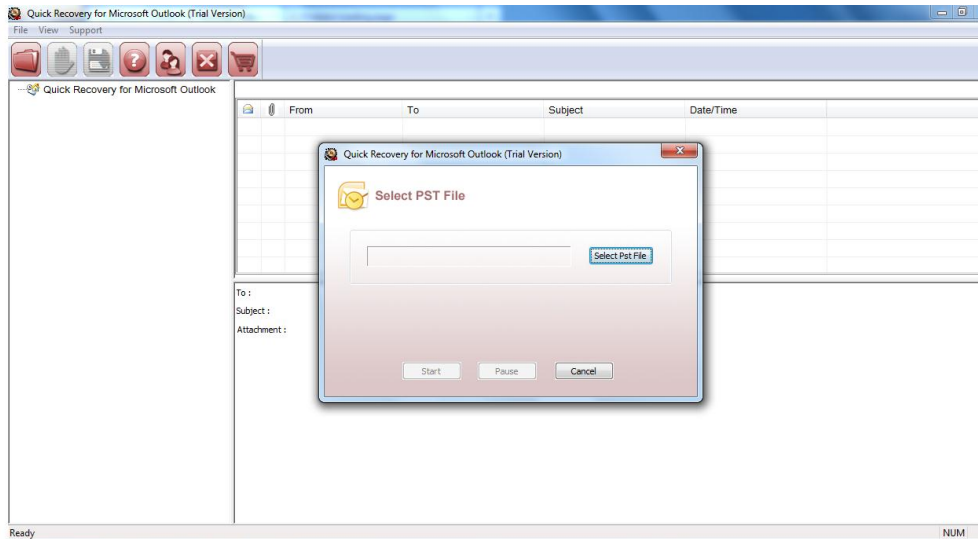 Quick Recovery for Microsoft Outlook (Trial Version)
File View Support
Quick Recovery for Microsoft Outlook
From To Subject Date/Time
Quick Recovery for Microsoft Outlook (Trial Version)
Select PST File
Select Pst File
To :
Subject :
Attachment :
Start Pause Cancel
Ready NUM